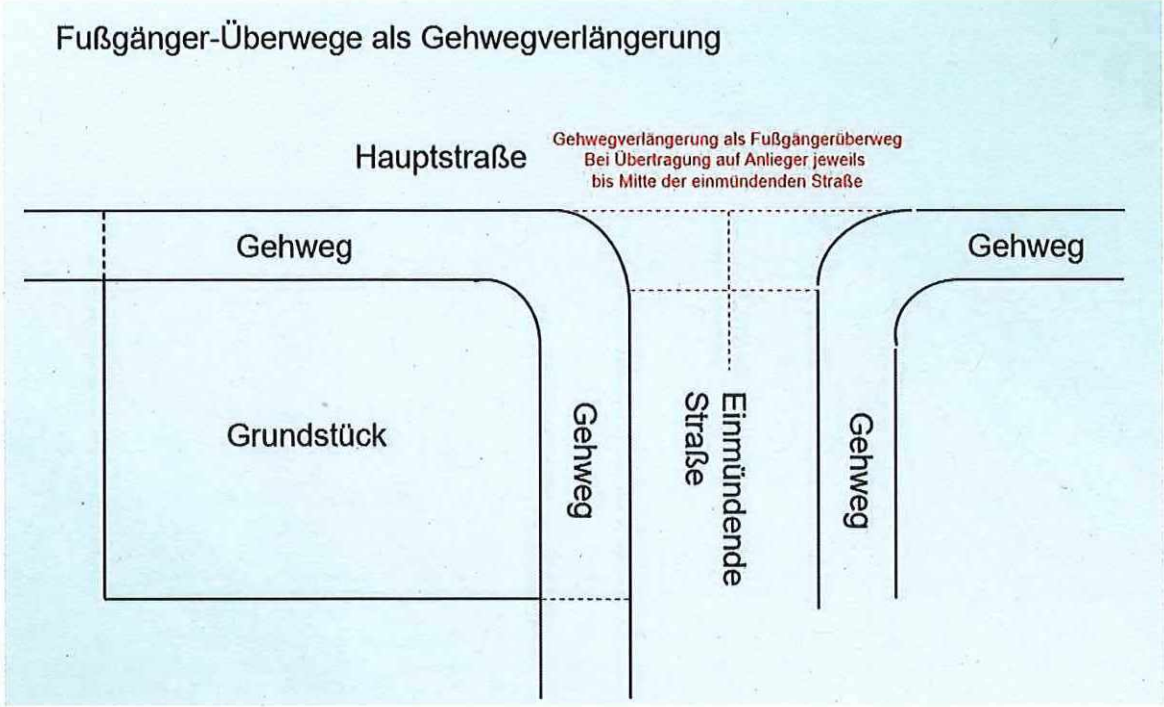 Fußgänger-Überwege als Gehwegverlängerung
Hauptstraße
Gehwegverlängerung als Fußgängerüberweg
Bei Übertragung auf Anlieger jeweils
bis Mitte der einmündenden Straße
Gehweg
Gehweg
Grundstück
Gehweg
Einmündende
Straße
Gehweg